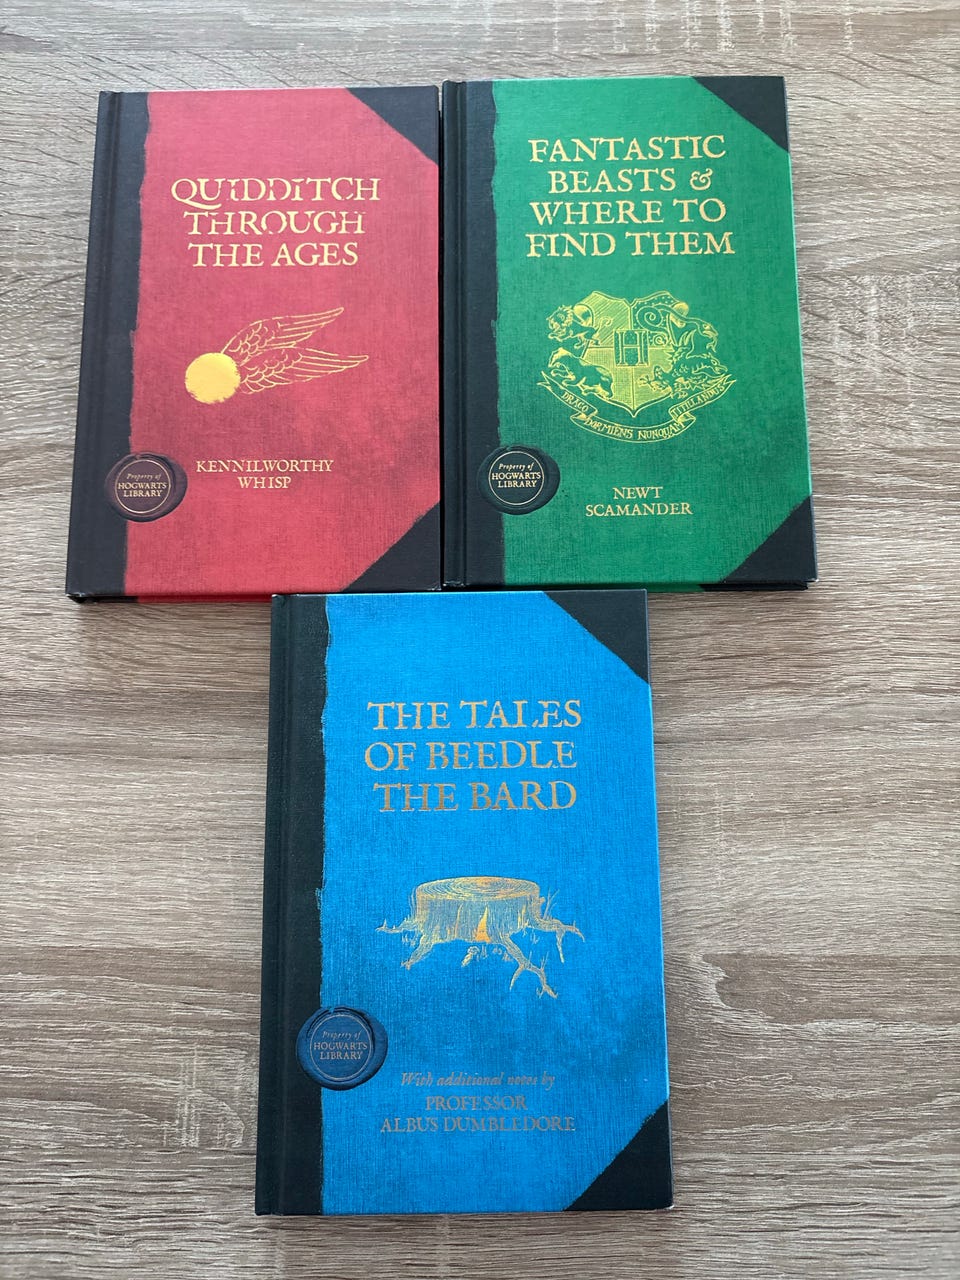 QUIDDITCH
THROUGH
THE AGES
KENNILWORTHY
WHISP
Property of
HOGWARTS
LIBRARY
FANTASTIC
BEASTS &
WHERE TO
FIND THEM
H
DRACO
DORMIENS NUNQUAM
TITILLANDUS
Property of
HOGWARTS
LIBRARY
NEWT
SCAMANDER
THE TALES
OF BEEDLE
THE BARD
Property of
HOGWARTS
LIBRARY
With additional notes by
PROFESSOR
ALBUS DUMBLEDORE